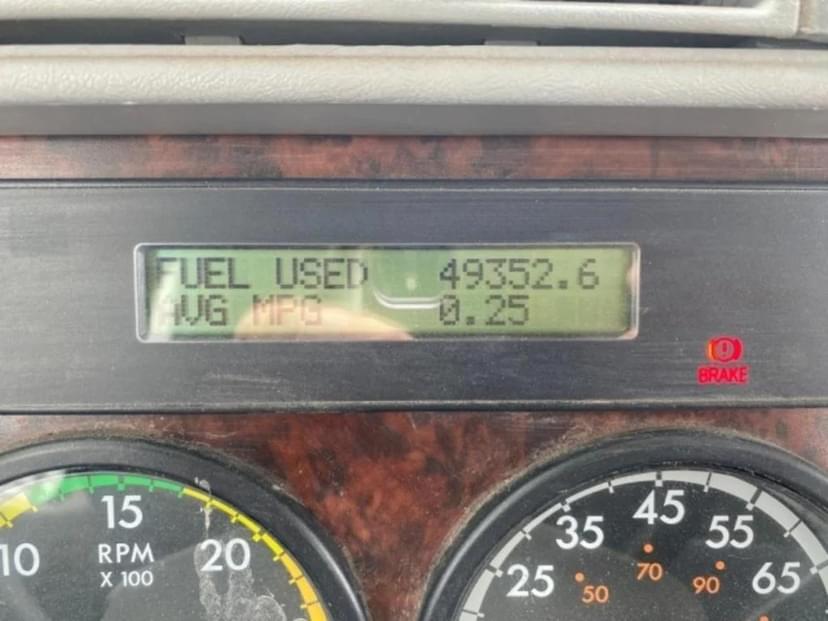 FUEL USED 49352.6
AVG MPG 0.25
BRAKE
10 15 20
RPM
X 100
25 35 45 55 65
50 70 90